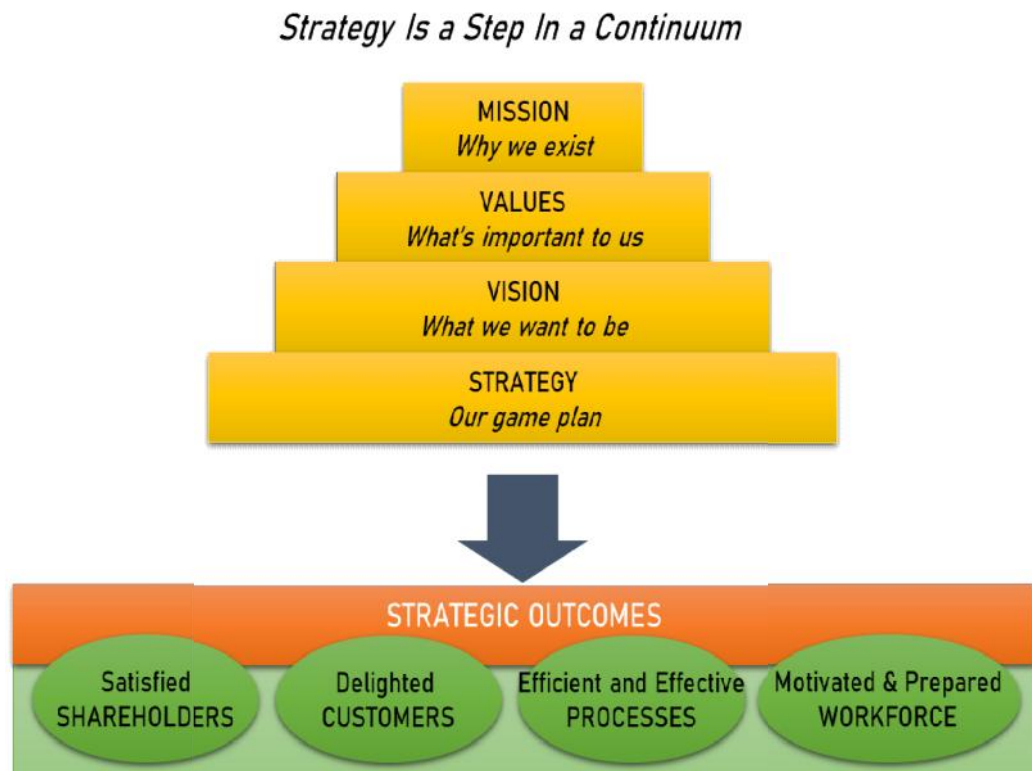 Strategy Is a Step In a Continuum
MISSION
Why we exist
VALUES
What's important to us
VISION
What we want to be
STRATEGY
Our game plan
STRATEGIC OUTCOMES
Satisfied
SHAREHOLDERS
Delighted
CUSTOMERS
Efficient and Effective
PROCESSES
Motivated & Prepared
WORKFORCE